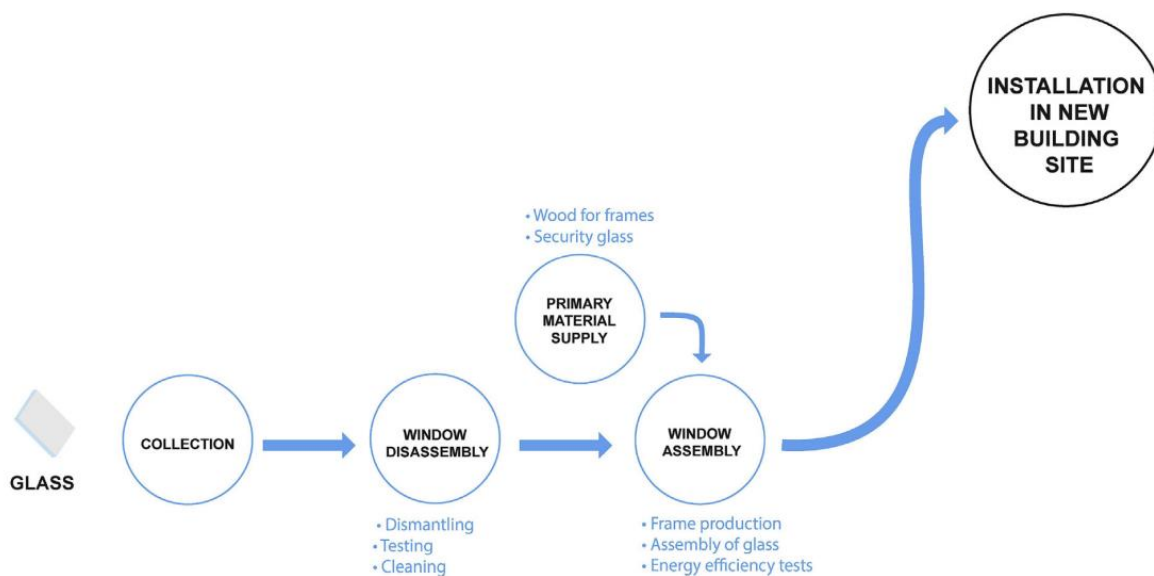 GLASS
COLLECTION
WINDOW
DISASSEMBLY
• Dismantling
• Testing
• Cleaning
• Wood for frames
• Security glass
PRIMARY
MATERIAL
SUPPLY
WINDOW
ASSEMBLY
• Frame production
• Assembly of glass
• Energy efficiency tests
INSTALLATION
IN NEW
BUILDING
SITE